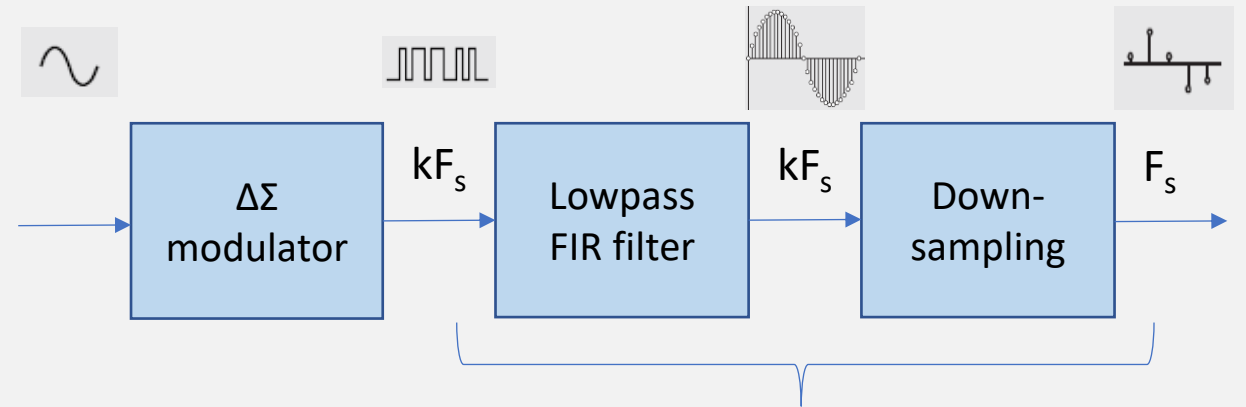 ΔΣ
modulator
kFₛ
Lowpass
FIR filter
kFₛ
Down-
sampling
Fₛ